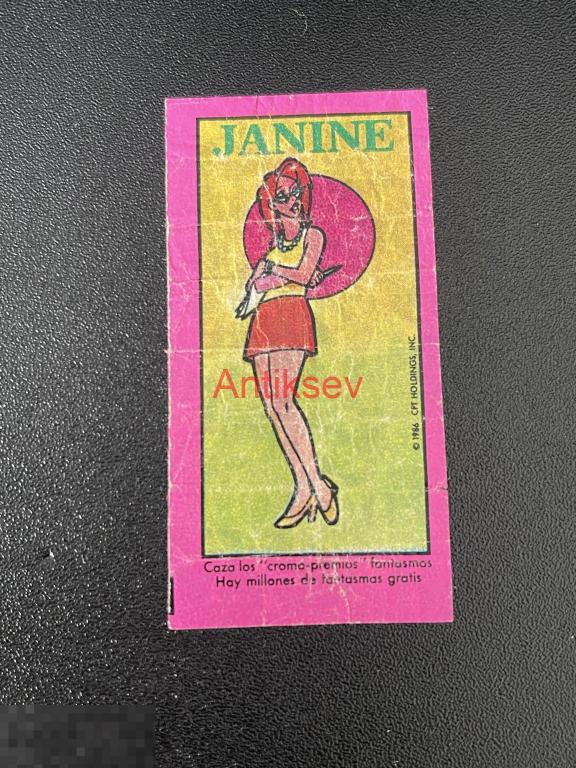 JANINE
Antiksev
© 1986 CPT HOLDINGS, INC.
Caza los "cromo-premios" fantasmas
Hay millones de fantasmas gratis